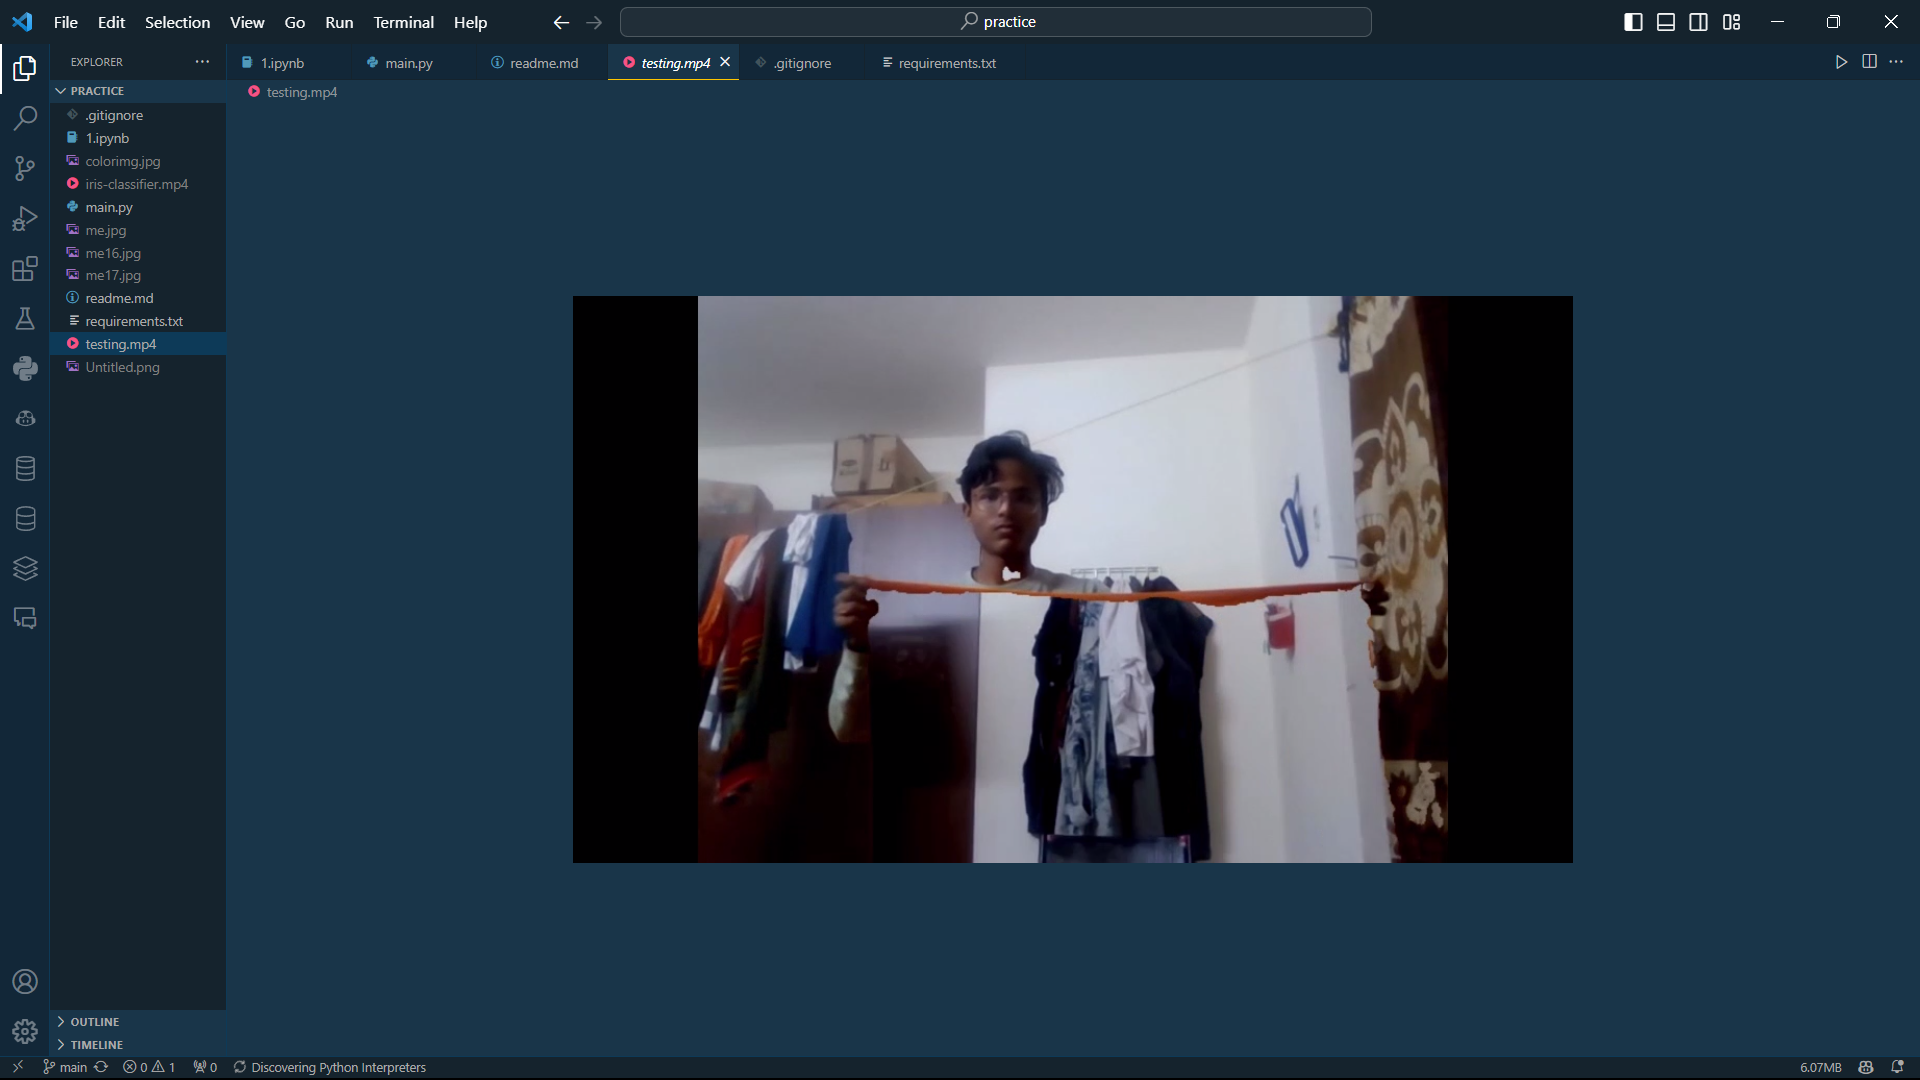 File Edit Selection View Go Run Terminal Help
practice
EXPLORER
1.ipynb main.py readme.md testing.mp4 .gitignore requirements.txt
PRACTICE
testing.mp4
.gitignore
1.ipynb
colorimg.jpg
iris-classifier.mp4
main.py
me.jpg
me16.jpg
me17.jpg
readme.md
requirements.txt
testing.mp4
Untitled.png
OUTLINE
TIMELINE
main 0 1 0 Discovering Python Interpreters 6.07MB